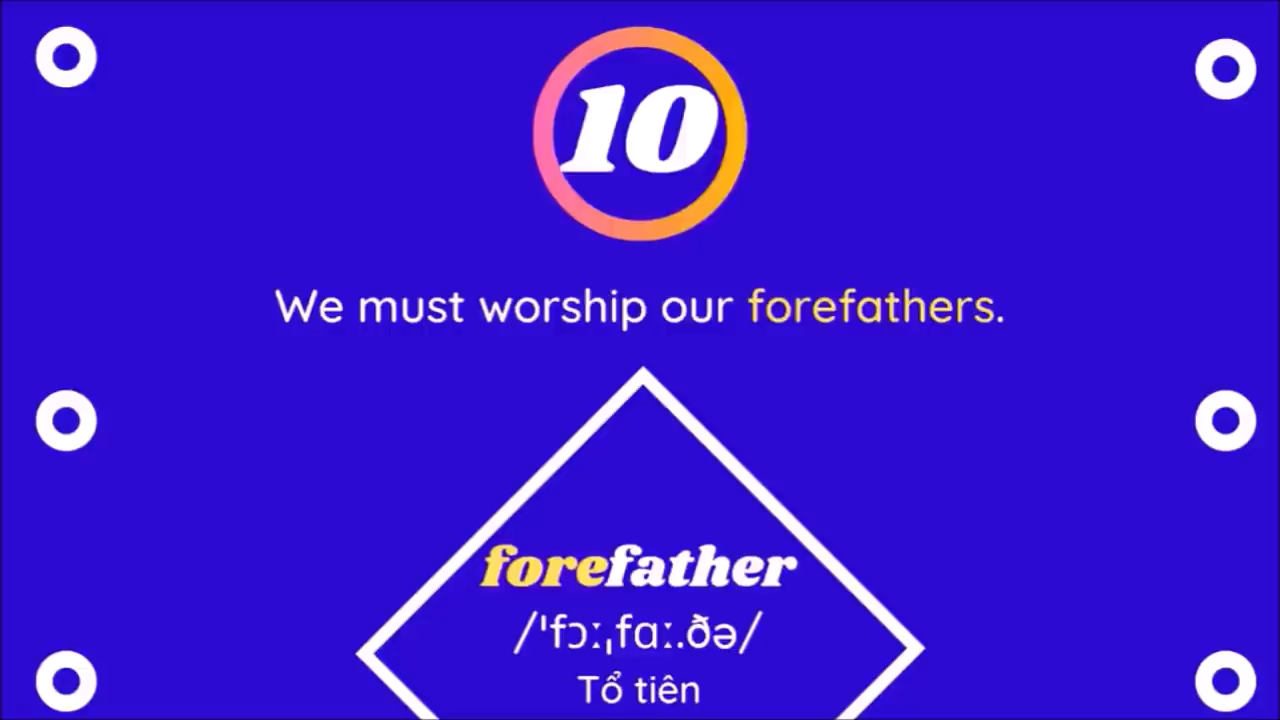 10
We must worship our forefathers.
forefather
/ˈfɔːˌfɑː.ðə/
Tổ tiên